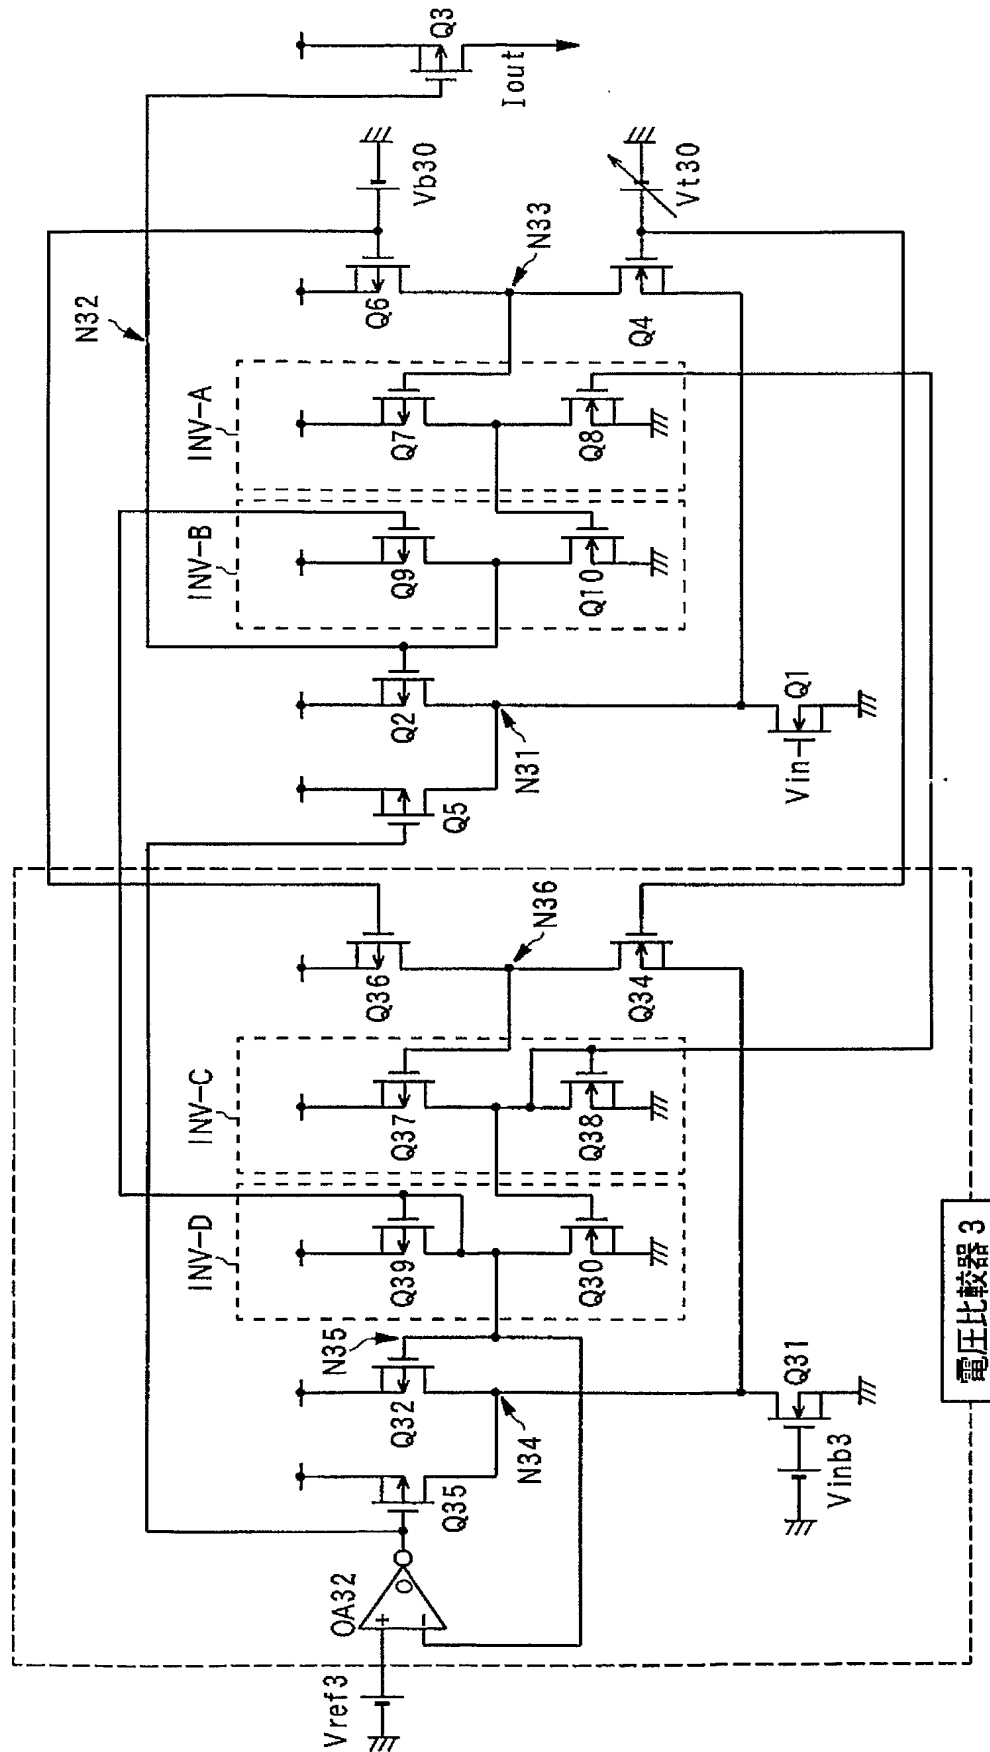 Vref3
OA32
Q35
N34
Q32
N35
INV-D
Q39
Q30
INV-C
Q37
Q38
Q36
N36
Q34
Q31
Vinb3
電圧比較器3
Q5
N31
Q2
INV-B
Q9
Q10
INV-A
Q7
Q8
N32
Q6
N33
Q4
Vb30
Vt30
Q1
Vin
Q3
Iout